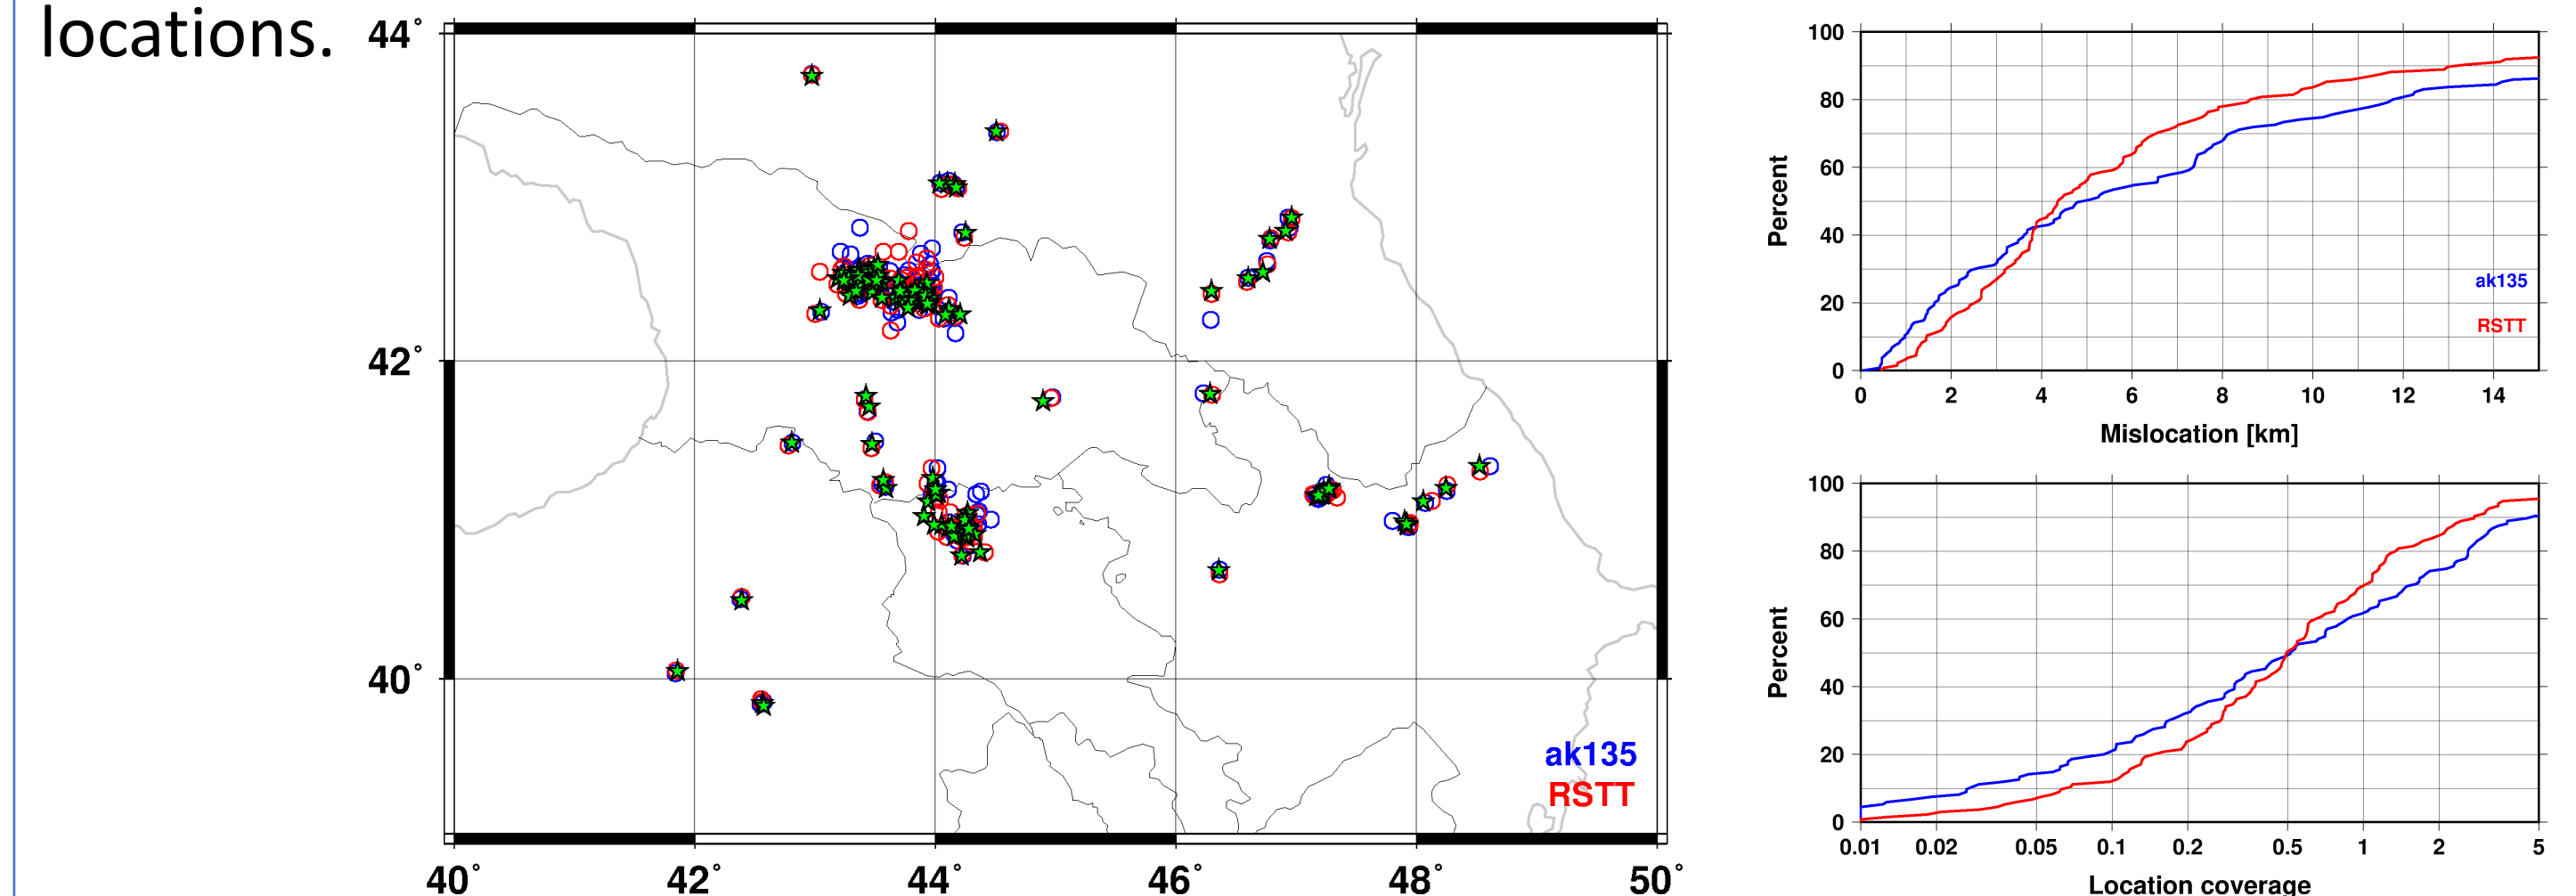 locations.
44°
42°
40°
40° 42° 44° 46° 48° 50°
ak135
RSTT
100
80
60
40
20
0
Percent
0 2 4 6 8 10 12 14
Mislocation [km]
ak135
RSTT
100
80
60
40
20
0
Percent
0.01 0.02 0.05 0.1 0.2 0.5 1 2 5
Location coverage